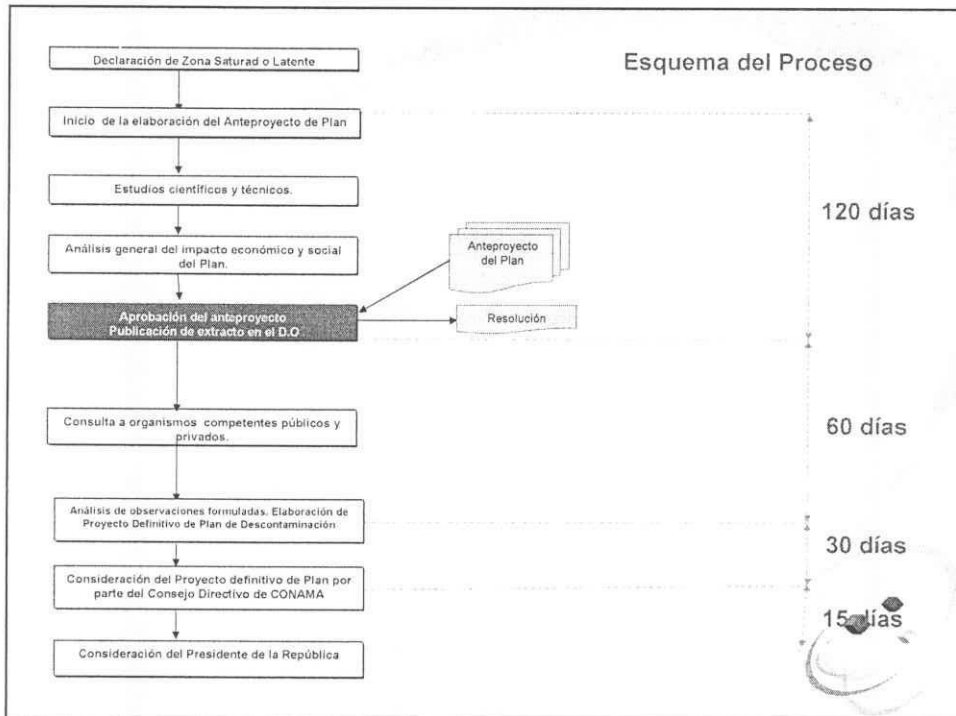 Esquema del Proceso
Declaración de Zona Saturad o Latente
Inicio de la elaboración del Anteproyecto de Plan
Estudios científicos y técnicos.
120 días
Análisis general del impacto económico y social
del Plan.
Anteproyecto
del Plan
Aprobación del anteproyecto
Publicación de extracto en el D.O
Resolución
Consulta a organismos competentes públicos y
privados.
60 días
Análisis de observaciones formuladas. Elaboración de
Proyecto Definitivo de Plan de Descontaminación
30 días
Consideración del Proyecto definitivo de Plan por
parte del Consejo Directivo de CONAMA
15 días
Consideración del Presidente de la República